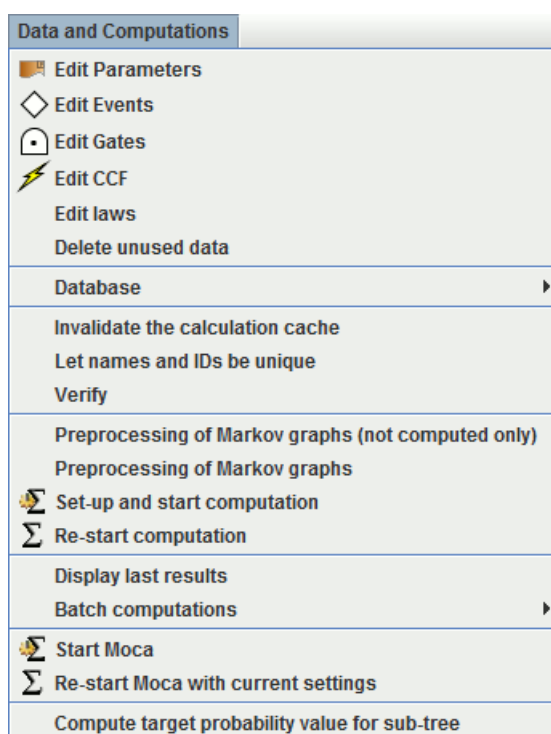 Data and Computations
Edit Parameters
Edit Events
Edit Gates
Edit CCF
Edit laws
Delete unused data
Database
Invalidate the calculation cache
Let names and IDs be unique
Verify
Preprocessing of Markov graphs (not computed only)
Preprocessing of Markov graphs
Set-up and start computation
Re-start computation
Display last results
Batch computations
Start Moca
Re-start Moca with current settings
Compute target probability value for sub-tree